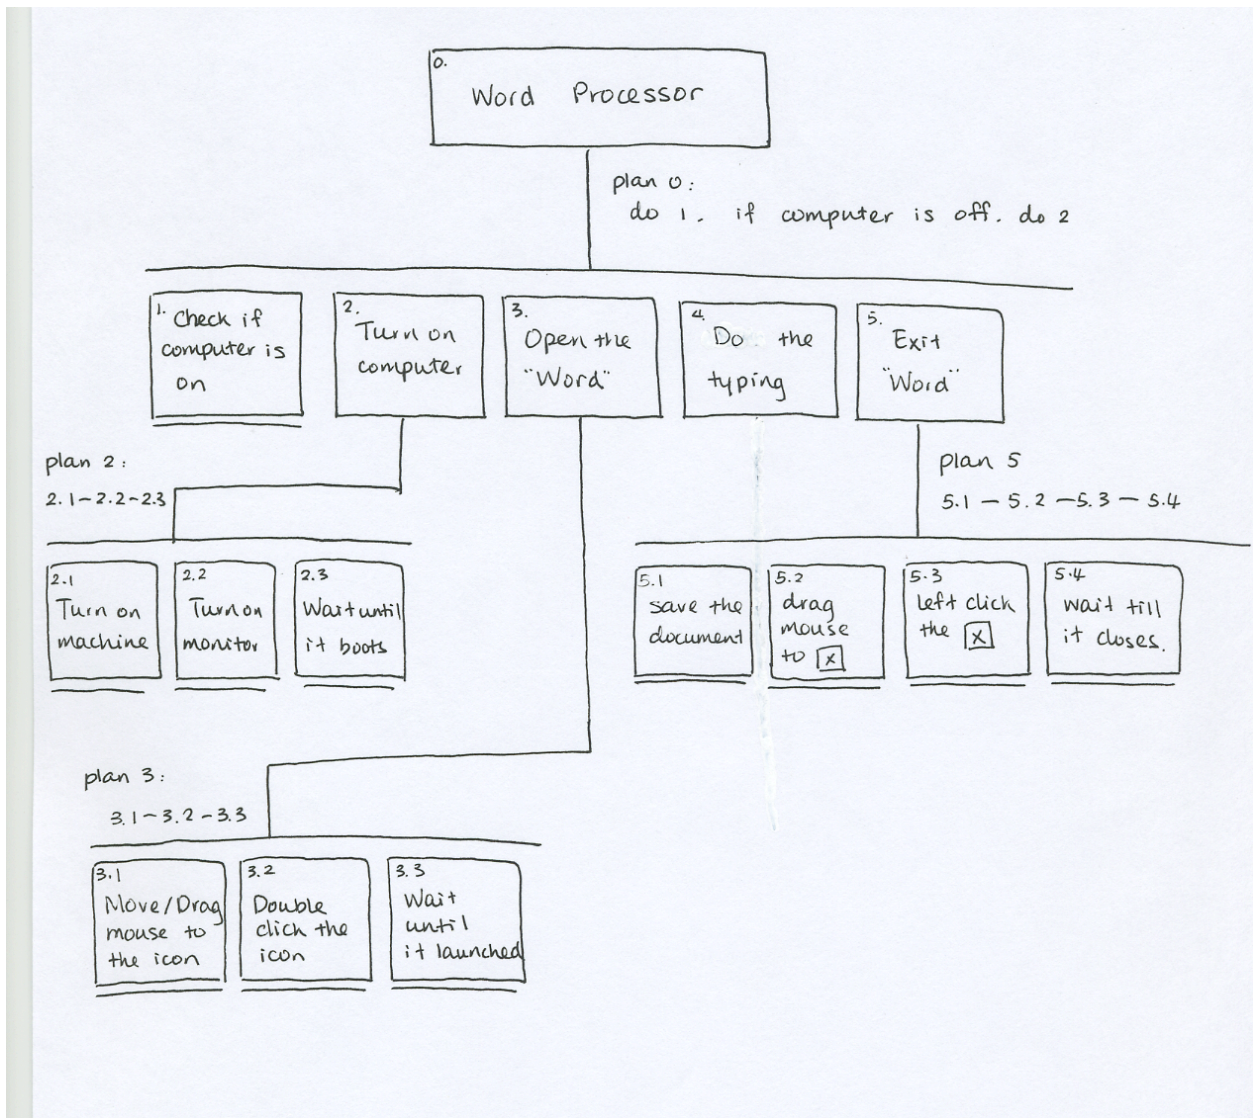 0.
Word Processor
plan 0:
do 1. if computer is off. do 2
1.
Check if
computer is
on
2.
Turn on
computer
3.
Open the
"Word"
4.
Do the
typing
5.
Exit
"Word"
plan 2:
2.1-2.2-2.3
2.1
Turn on
machine
2.2
Turn on
monitor
2.3
Wait until
it boots
plan 5
5.1 - 5.2 - 5.3 - 5.4
5.1
save the
document
5.2
drag
mouse
to x
5.3
left click
the x
5.4
wait till
it closes.
plan 3:
3.1-3.2-3.3
3.1
Move/Drag
mouse to
the icon
3.2
Double
click the
icon
3.3
Wait
until
it launched